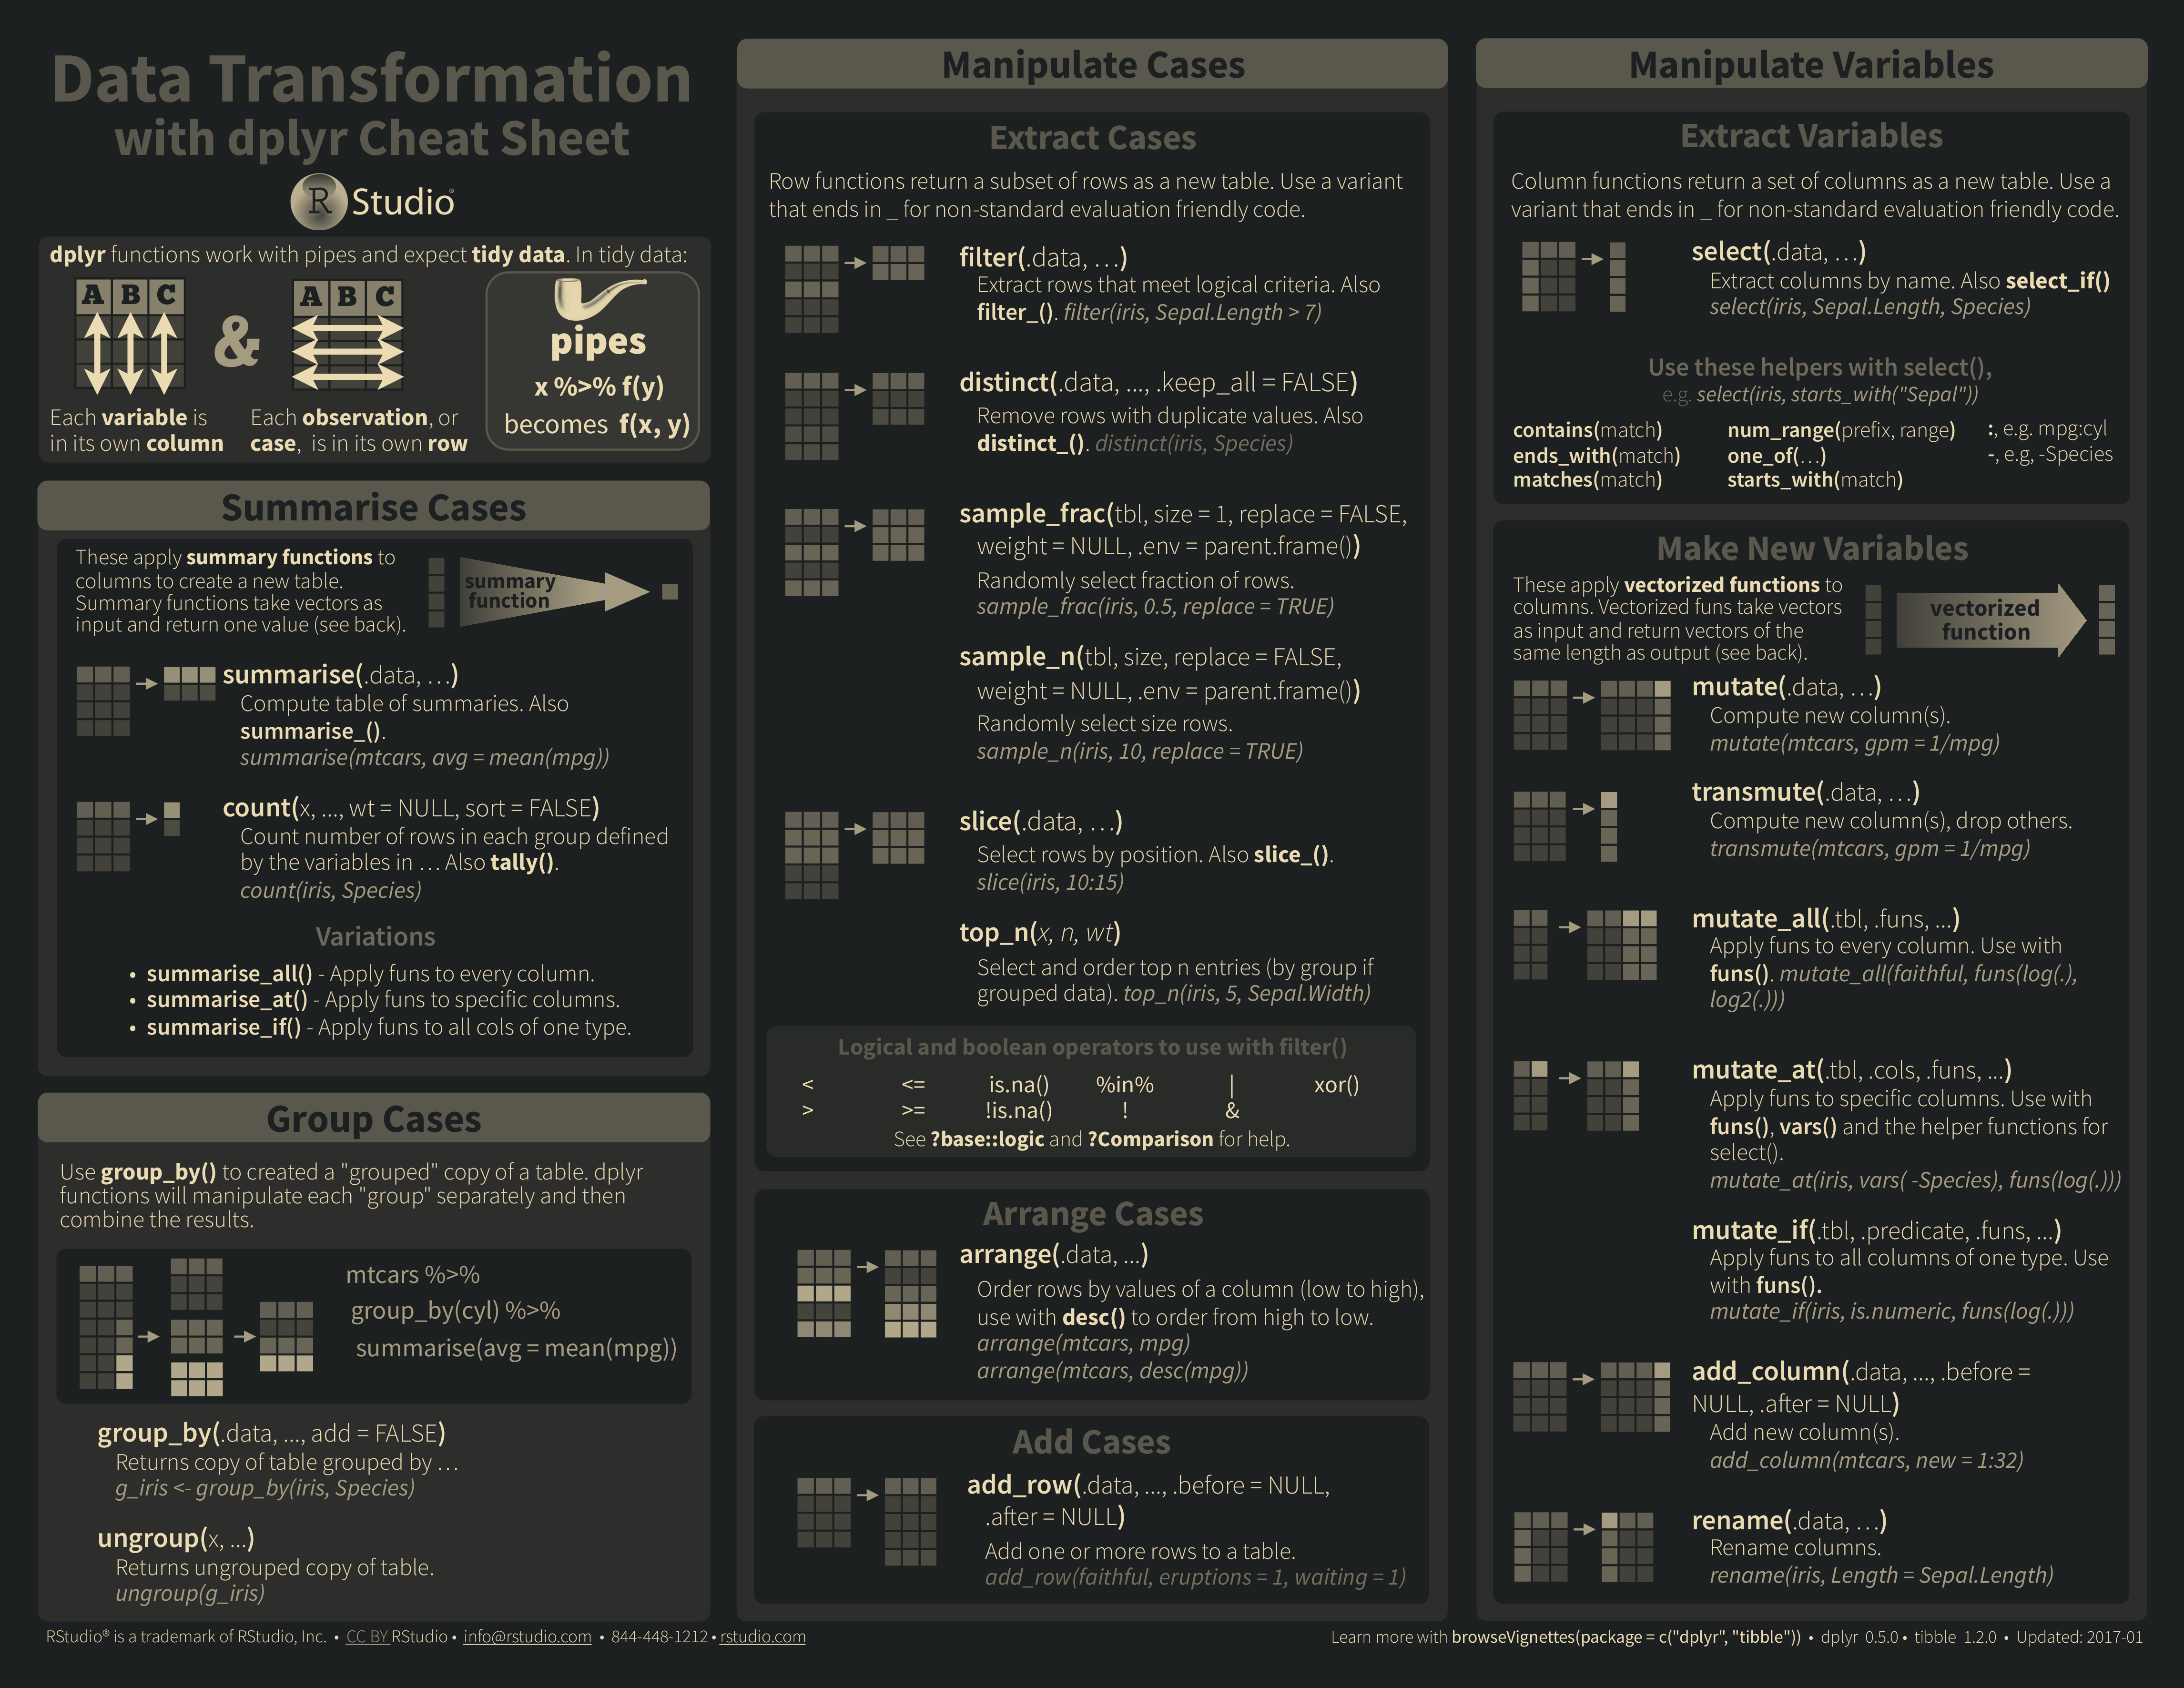 Data Transformation
with dplyr Cheat Sheet
R Studio®
dplyr functions work with pipes and expect tidy data. In tidy data:
A B C
&
A B C
Each variable is
in its own column
Each observation, or
case, is in its own row
pipes
x %>% f(y)
becomes f(x, y)
Summarise Cases
These apply summary functions to
columns to create a new table.
Summary functions take vectors as
input and return one value (see back).
summary
function
summarise(.data, …)
Compute table of summaries. Also
summarise_().
summarise(mtcars, avg = mean(mpg))
count(x, ..., wt = NULL, sort = FALSE)
Count number of rows in each group defined
by the variables in … Also tally().
count(iris, Species)
Variations
• summarise_all() - Apply funs to every column.
• summarise_at() - Apply funs to specific columns.
• summarise_if() - Apply funs to all cols of one type.
Group Cases
Use group_by() to created a "grouped" copy of a table. dplyr
functions will manipulate each "group" separately and then
combine the results.
mtcars %>%
group_by(cyl) %>%
summarise(avg = mean(mpg))
group_by(.data, ..., add = FALSE)
Returns copy of table grouped by …
g_iris <- group_by(iris, Species)
ungroup(x, ...)
Returns ungrouped copy of table.
ungroup(g_iris)
Manipulate Cases
Extract Cases
Row functions return a subset of rows as a new table. Use a variant
that ends in _ for non-standard evaluation friendly code.
filter(.data, …)
Extract rows that meet logical criteria. Also
filter_(). filter(iris, Sepal.Length > 7)
distinct(.data, ..., .keep_all = FALSE)
Remove rows with duplicate values. Also
distinct_(). distinct(iris, Species)
sample_frac(tbl, size = 1, replace = FALSE,
weight = NULL, .env = parent.frame())
Randomly select fraction of rows.
sample_frac(iris, 0.5, replace = TRUE)
sample_n(tbl, size, replace = FALSE,
weight = NULL, .env = parent.frame())
Randomly select size rows.
sample_n(iris, 10, replace = TRUE)
slice(.data, …)
Select rows by position. Also slice_().
slice(iris, 10:15)
top_n(x, n, wt)
Select and order top n entries (by group if
grouped data). top_n(iris, 5, Sepal.Width)
Logical and boolean operators to use with filter()
< <= is.na() %in% | xor()
> >= !is.na() ! &
See ?base::logic and ?Comparison for help.
Arrange Cases
arrange(.data, ...)
Order rows by values of a column (low to high),
use with desc() to order from high to low.
arrange(mtcars, mpg)
arrange(mtcars, desc(mpg))
Add Cases
add_row(.data, ..., .before = NULL,
.after = NULL)
Add one or more rows to a table.
add_row(faithful, eruptions = 1, waiting = 1)
Manipulate Variables
Extract Variables
Column functions return a set of columns as a new table. Use a
variant that ends in _ for non-standard evaluation friendly code.
select(.data, …)
Extract columns by name. Also select_if()
select(iris, Sepal.Length, Species)
Use these helpers with select(),
e.g. select(iris, starts_with("Sepal"))
contains(match) num_range(prefix, range) :, e.g. mpg:cyl
ends_with(match) one_of(…) -, e.g, -Species
matches(match) starts_with(match)
Make New Variables
These apply vectorized functions to
columns. Vectorized funs take vectors
as input and return vectors of the
same length as output (see back).
vectorized
function
mutate(.data, …)
Compute new column(s).
mutate(mtcars, gpm = 1/mpg)
transmute(.data, …)
Compute new column(s), drop others.
transmute(mtcars, gpm = 1/mpg)
mutate_all(.tbl, .funs, ...)
Apply funs to every column. Use with
funs(). mutate_all(faithful, funs(log(.),
log2(.)))
mutate_at(.tbl, .cols, .funs, ...)
Apply funs to specific columns. Use with
funs(), vars() and the helper functions for
select().
mutate_at(iris, vars( -Species), funs(log(.)))
mutate_if(.tbl, .predicate, .funs, ...)
Apply funs to all columns of one type. Use
with funs().
mutate_if(iris, is.numeric, funs(log(.)))
add_column(.data, ..., .before =
NULL, .after = NULL)
Add new column(s).
add_column(mtcars, new = 1:32)
rename(.data, …)
Rename columns.
rename(iris, Length = Sepal.Length)
RStudio® is a trademark of RStudio, Inc. • CC BY RStudio • info@rstudio.com • 844-448-1212 • rstudio.com
Learn more with browseVignettes(package = c("dplyr", "tibble")) • dplyr 0.5.0 • tibble 1.2.0 • Updated: 2017-01